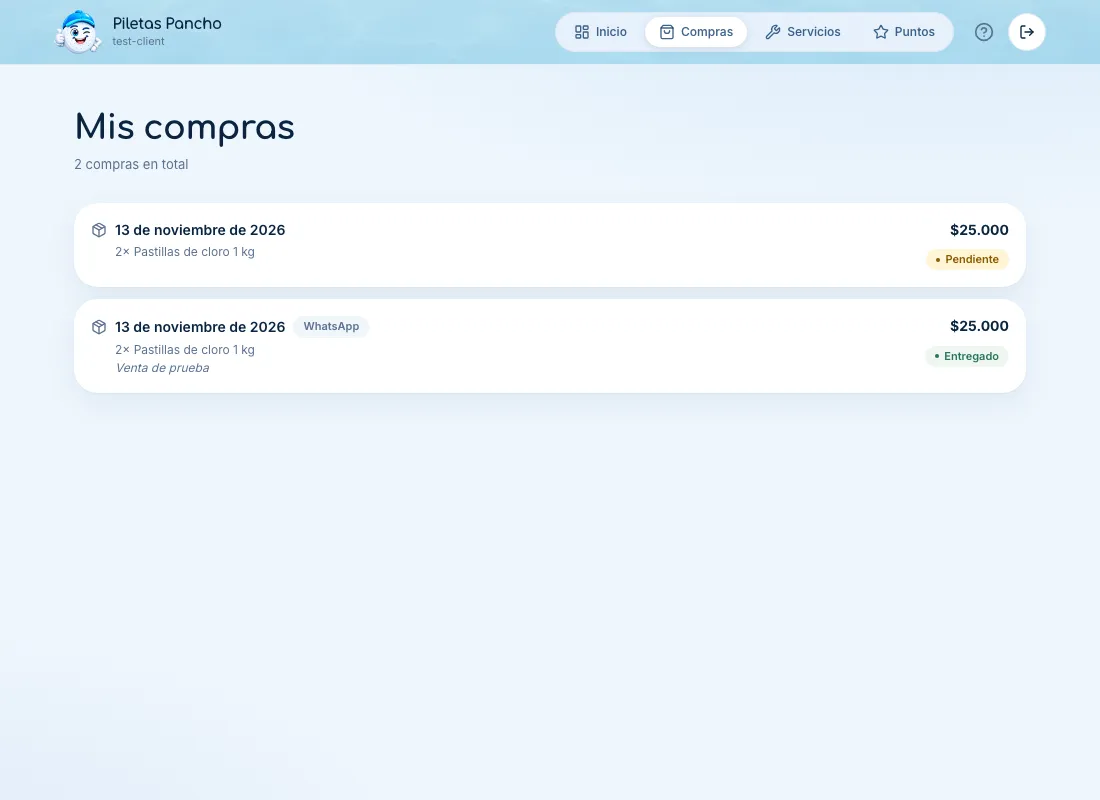 Piletas Pancho
test-client
Inicio
Compras
Servicios
Puntos
Mis compras
2 compras en total
13 de noviembre de 2026
$25.000
2× Pastillas de cloro 1 kg
• Pendiente
13 de noviembre de 2026 WhatsApp
$25.000
2× Pastillas de cloro 1 kg
• Entregado
Venta de prueba